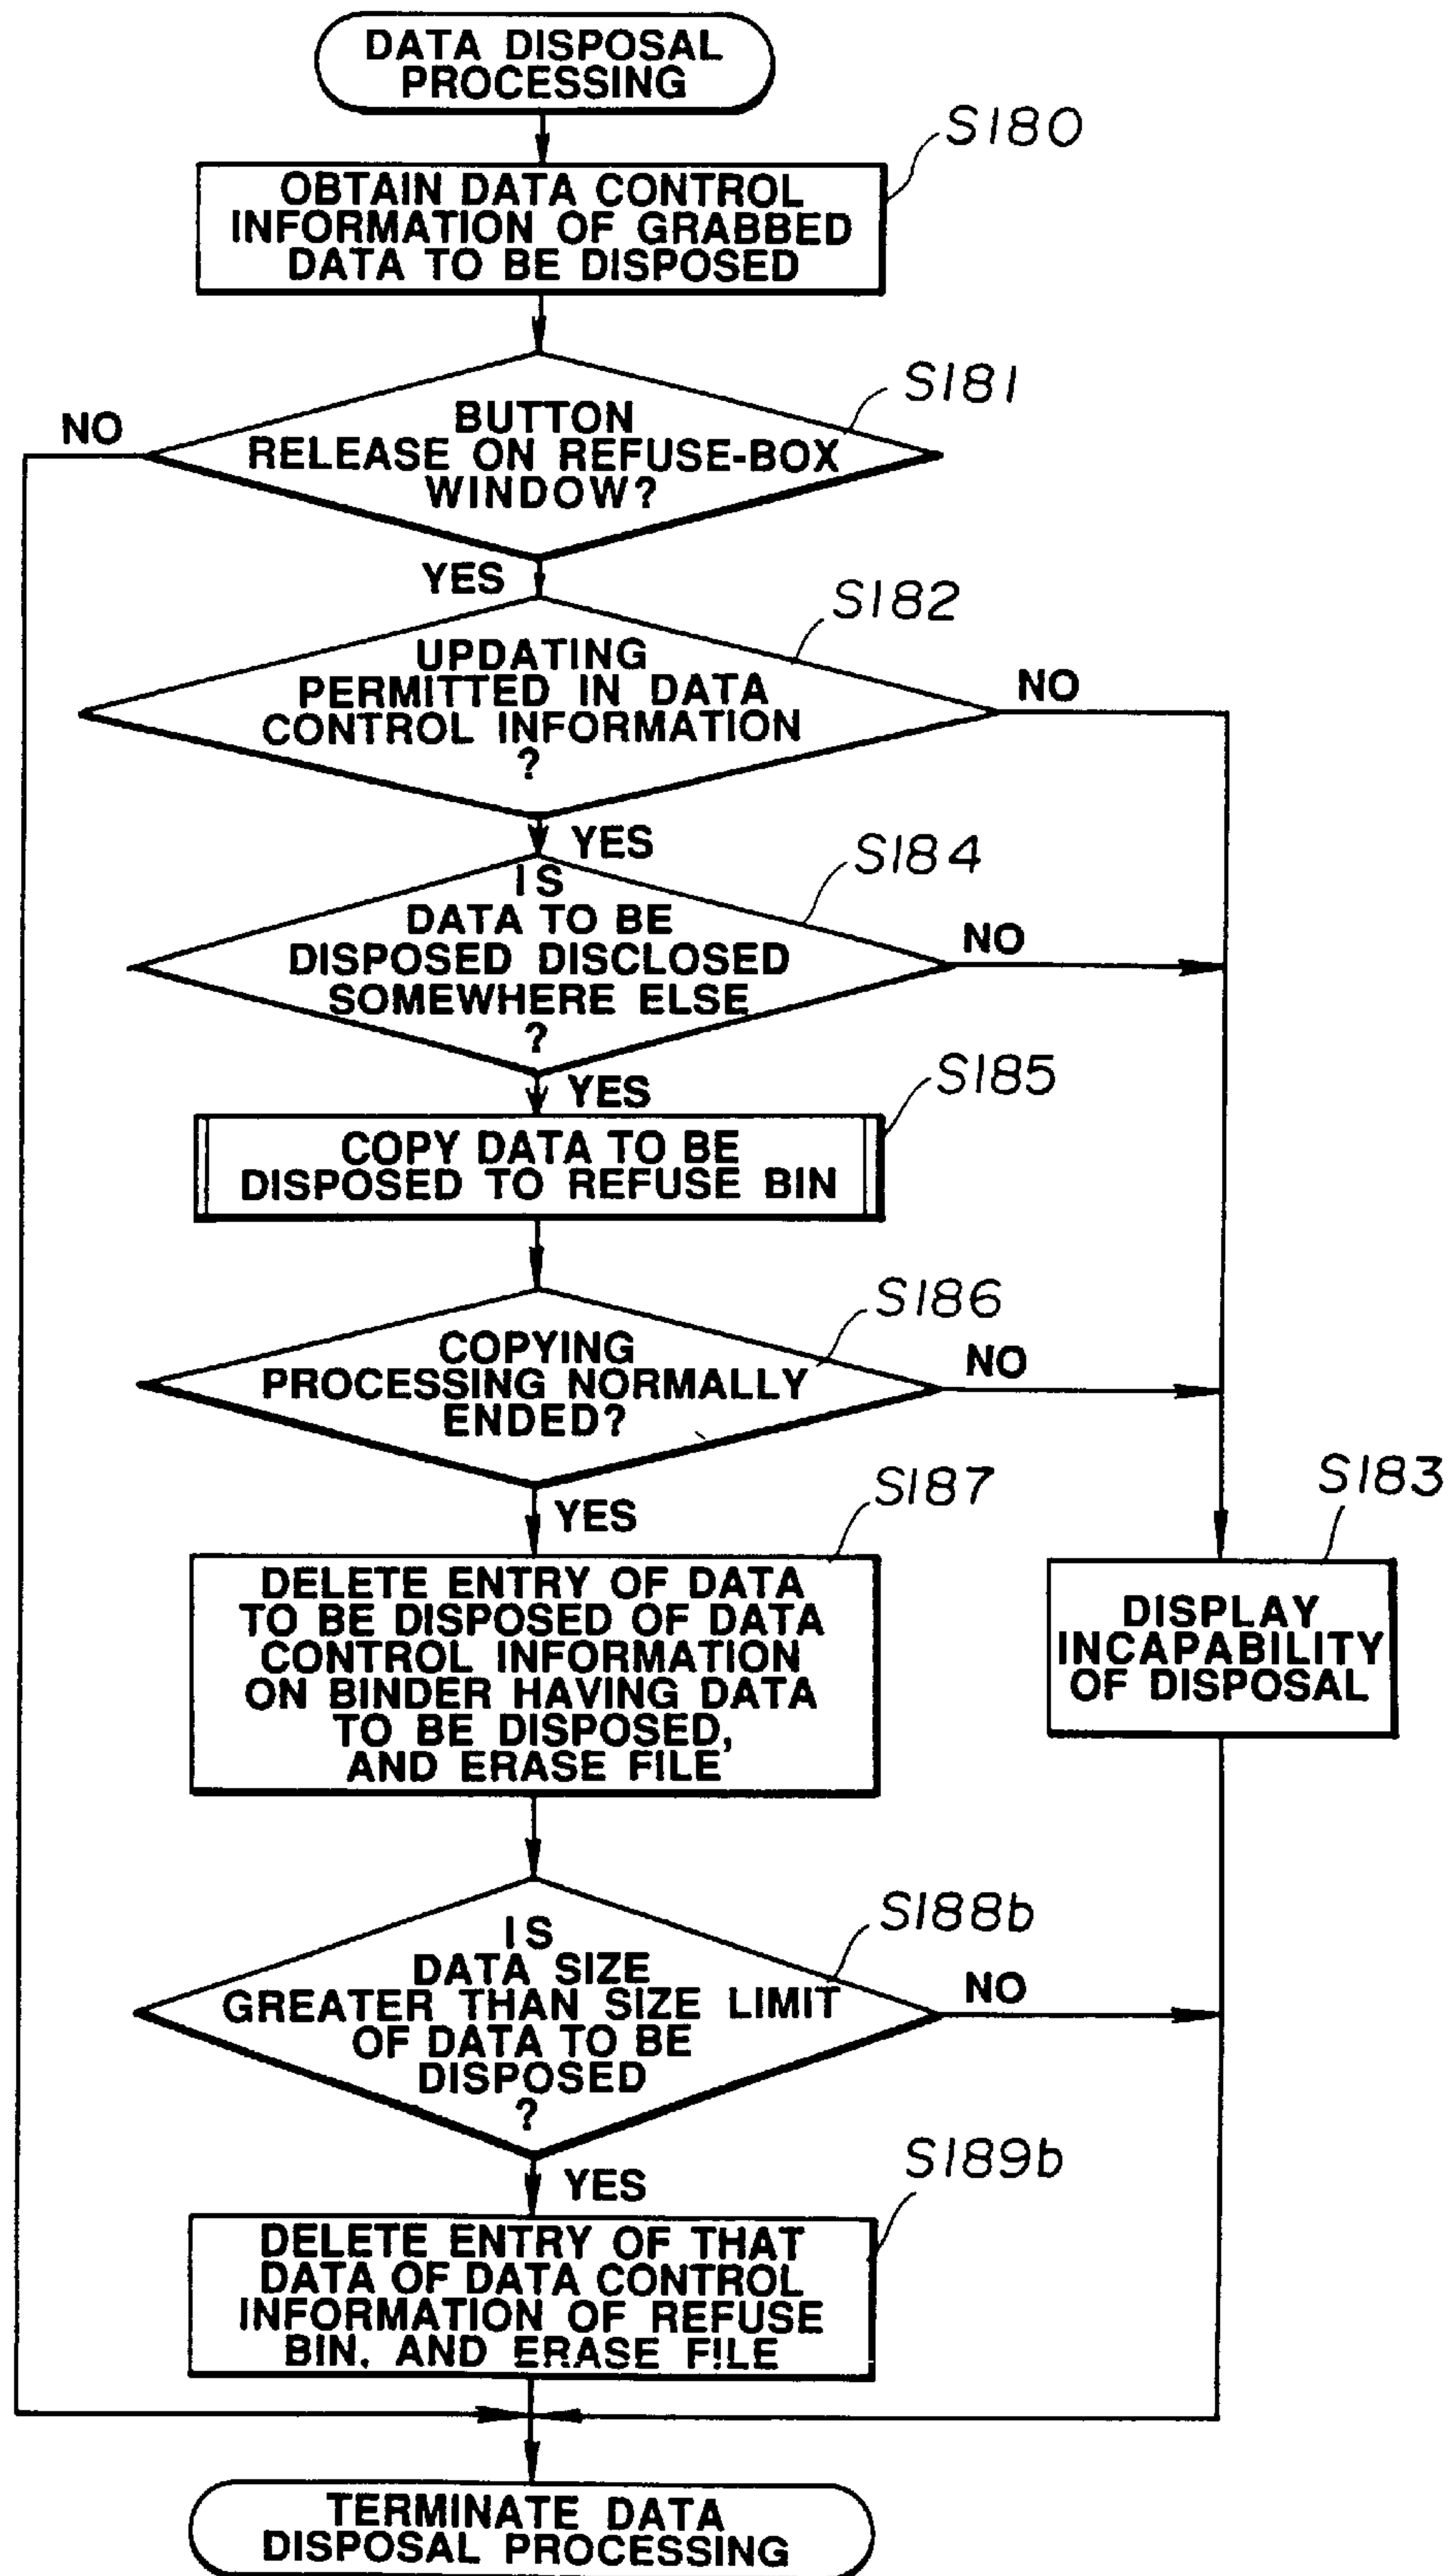 DATA DISPOSAL
PROCESSING
S180
OBTAIN DATA CONTROL
INFORMATION OF GRABBED
DATA TO BE DISPOSED
S181
NO
BUTTON
RELEASE ON REFUSE-BOX
WINDOW?
YES
S182
UPDATING
PERMITTED IN DATA
CONTROL INFORMATION
?
NO
YES
S184
IS
DATA TO BE
DISPOSED DISCLOSED
SOMEWHERE ELSE
?
NO
YES
S185
COPY DATA TO BE
DISPOSED TO REFUSE BIN
S186
COPYING
PROCESSING NORMALLY
ENDED?
NO
YES
S187
DELETE ENTRY OF DATA
TO BE DISPOSED OF DATA
CONTROL INFORMATION
ON BINDER HAVING DATA
TO BE DISPOSED,
AND ERASE FILE
S183
DISPLAY
INCAPABILITY
OF DISPOSAL
S188b
IS
DATA SIZE
GREATER THAN SIZE LIMIT
OF DATA TO BE
DISPOSED
?
NO
YES
S189b
DELETE ENTRY OF THAT
DATA OF DATA CONTROL
INFORMATION OF REFUSE
BIN. AND ERASE FILE
TERMINATE DATA
DISPOSAL PROCESSING